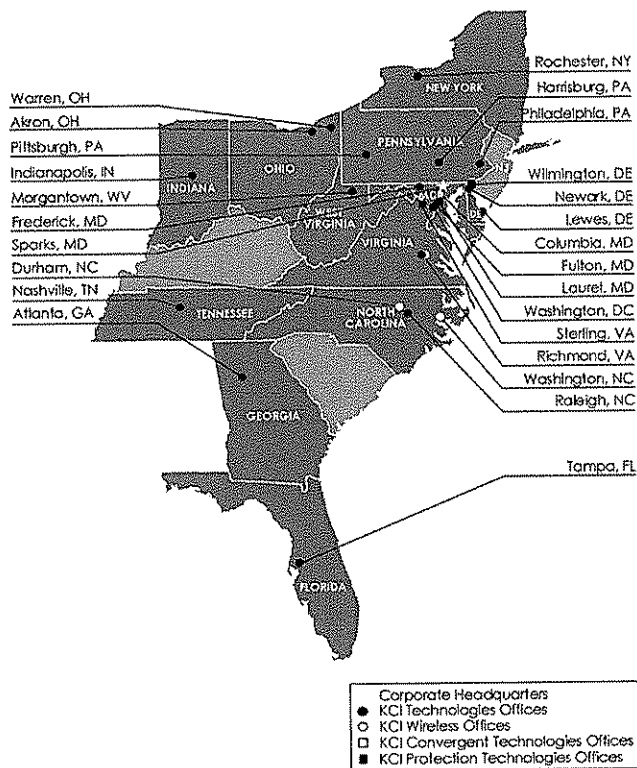 Rochester, NY
Harrisburg, PA
Philadelphia, PA
Warren, OH
Akron, OH
Pittsburgh, PA
Indianapolis, IN
Morgantown, WV
Frederick, MD
Sparks, MD
Durham, NC
Nashville, TN
Atlanta, GA
Wilmington, DE
Newark, DE
Lewes, DE
Columbia, MD
Fulton, MD
Laurel, MD
Washington, DC
Sterling, VA
Richmond, VA
Washington, NC
Raleigh, NC
Tampa, FL
NEW YORK
PENNSYLVANIA
OHIO
INDIANA
WEST
VIRGINIA
VIRGINIA
TENNESSEE
NORTH
CAROLINA
GEORGIA
FLORIDA
Corporate Headquarters
KCI Technologies Offices
KCI Wireless Offices
KCI Convergent Technologies Offices
KCI Protection Technologies Offices